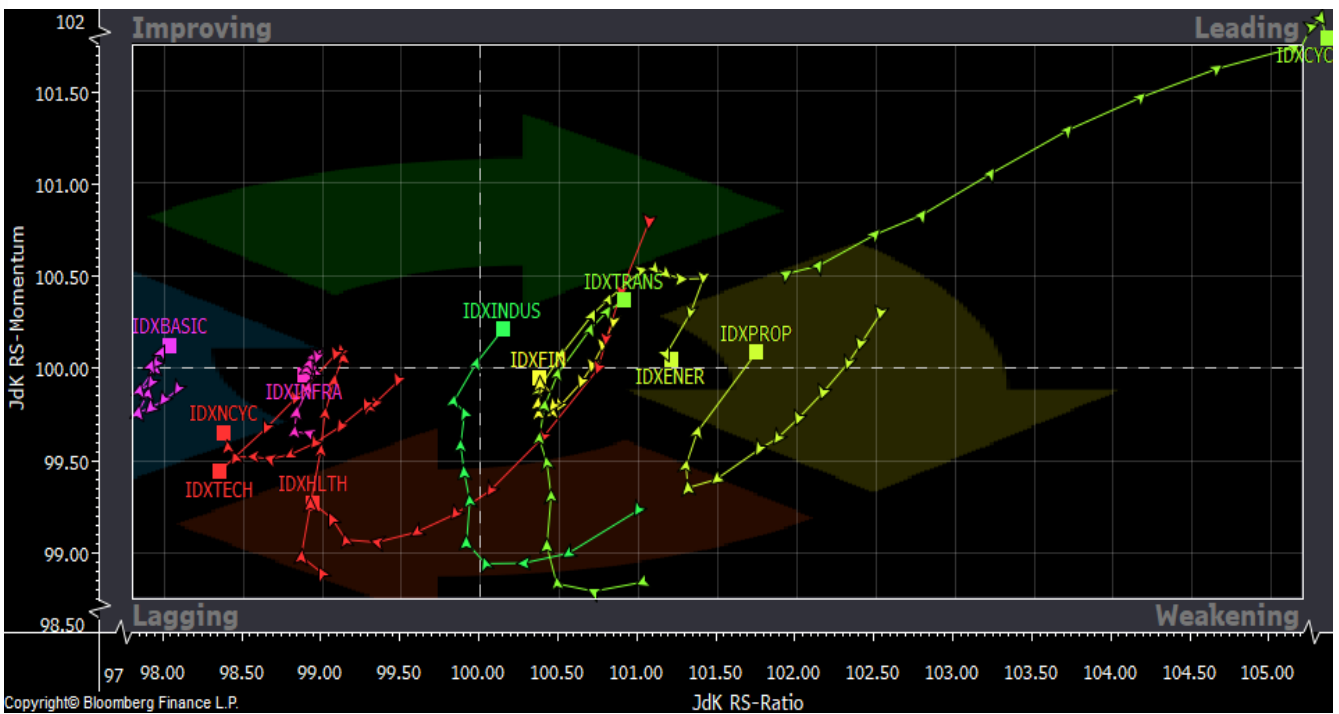 102
Improving
Leading
IDXCYC
101.50
101.00
100.50
IDXTRANS
IDXINDUS
IDXBASIC
IDXPROP
IDXFIN
100.00
IDXENER
IDXINFRA
IDXNCYC
99.50
IDXTECH
IDXHLTH
99.00
98.50
Lagging
Weakening
JdK RS-Momentum
97
98.00
98.50
99.00
99.50
100.00
100.50
101.00
101.50
102.00
102.50
103.00
103.50
104.00
104.50
105.00
JdK RS-Ratio
Copyright© Bloomberg Finance L.P.